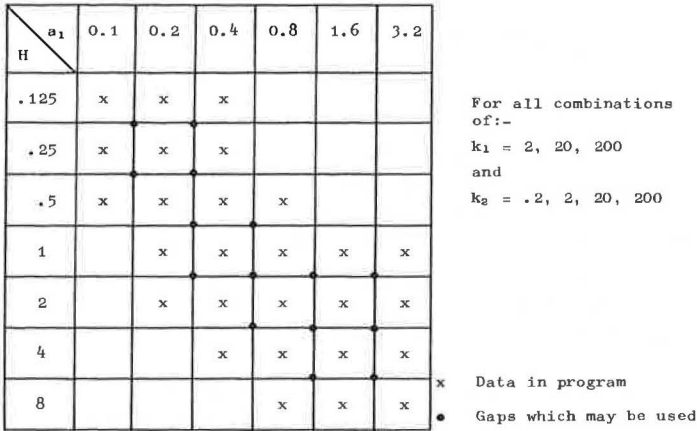 a₁ 0.1 0.2 0.4 0.8 1.6 3.2
H
.125 x x x
.25 x x x
.5 x x x x
1 x x x x x
2 x x x x x
4 x x x x
8 x x x
For all combinations
of:-
k₁ = 2, 20, 200
and
k₂ = .2, 2, 20, 200
x Data in program
• Gaps which may be used